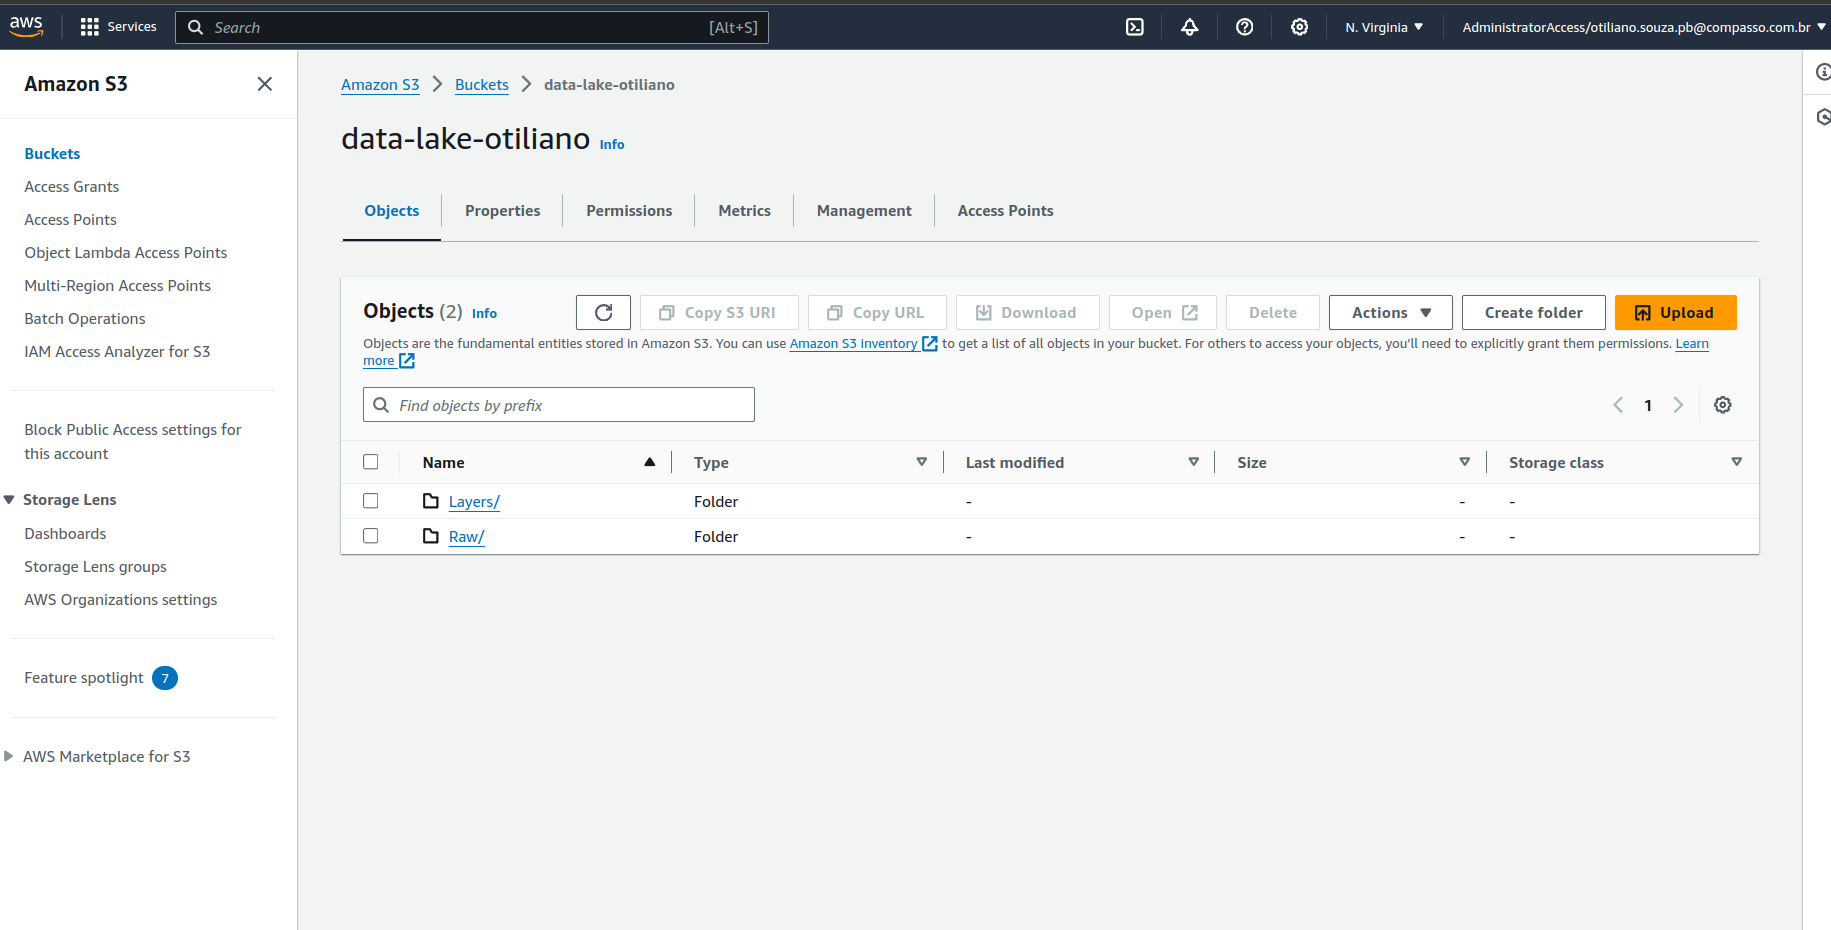 aws Services Search [Alt+S] N. Virginia AdministratorAccess/otiliano.souza.pb@compasso.com.br
Amazon S3
Buckets
Access Grants
Access Points
Object Lambda Access Points
Multi-Region Access Points
Batch Operations
IAM Access Analyzer for S3
Block Public Access settings for
this account
Storage Lens
Dashboards
Storage Lens groups
AWS Organizations settings
Feature spotlight 7
AWS Marketplace for S3
Amazon S3 Buckets data-lake-otiliano
data-lake-otiliano Info
Objects Properties Permissions Metrics Management Access Points
Objects (2) Info Copy S3 URI Copy URL Download Open Delete Actions Create folder Upload
Objects are the fundamental entities stored in Amazon S3. You can use Amazon S3 inventory to get a list of all objects in your bucket. For others to access your objects, you'll need to explicitly grant them permissions. Learn
more
Find objects by prefix 1
Name Type Last modified Size Storage class
Layers/ Folder - - -
Raw/ Folder - - -